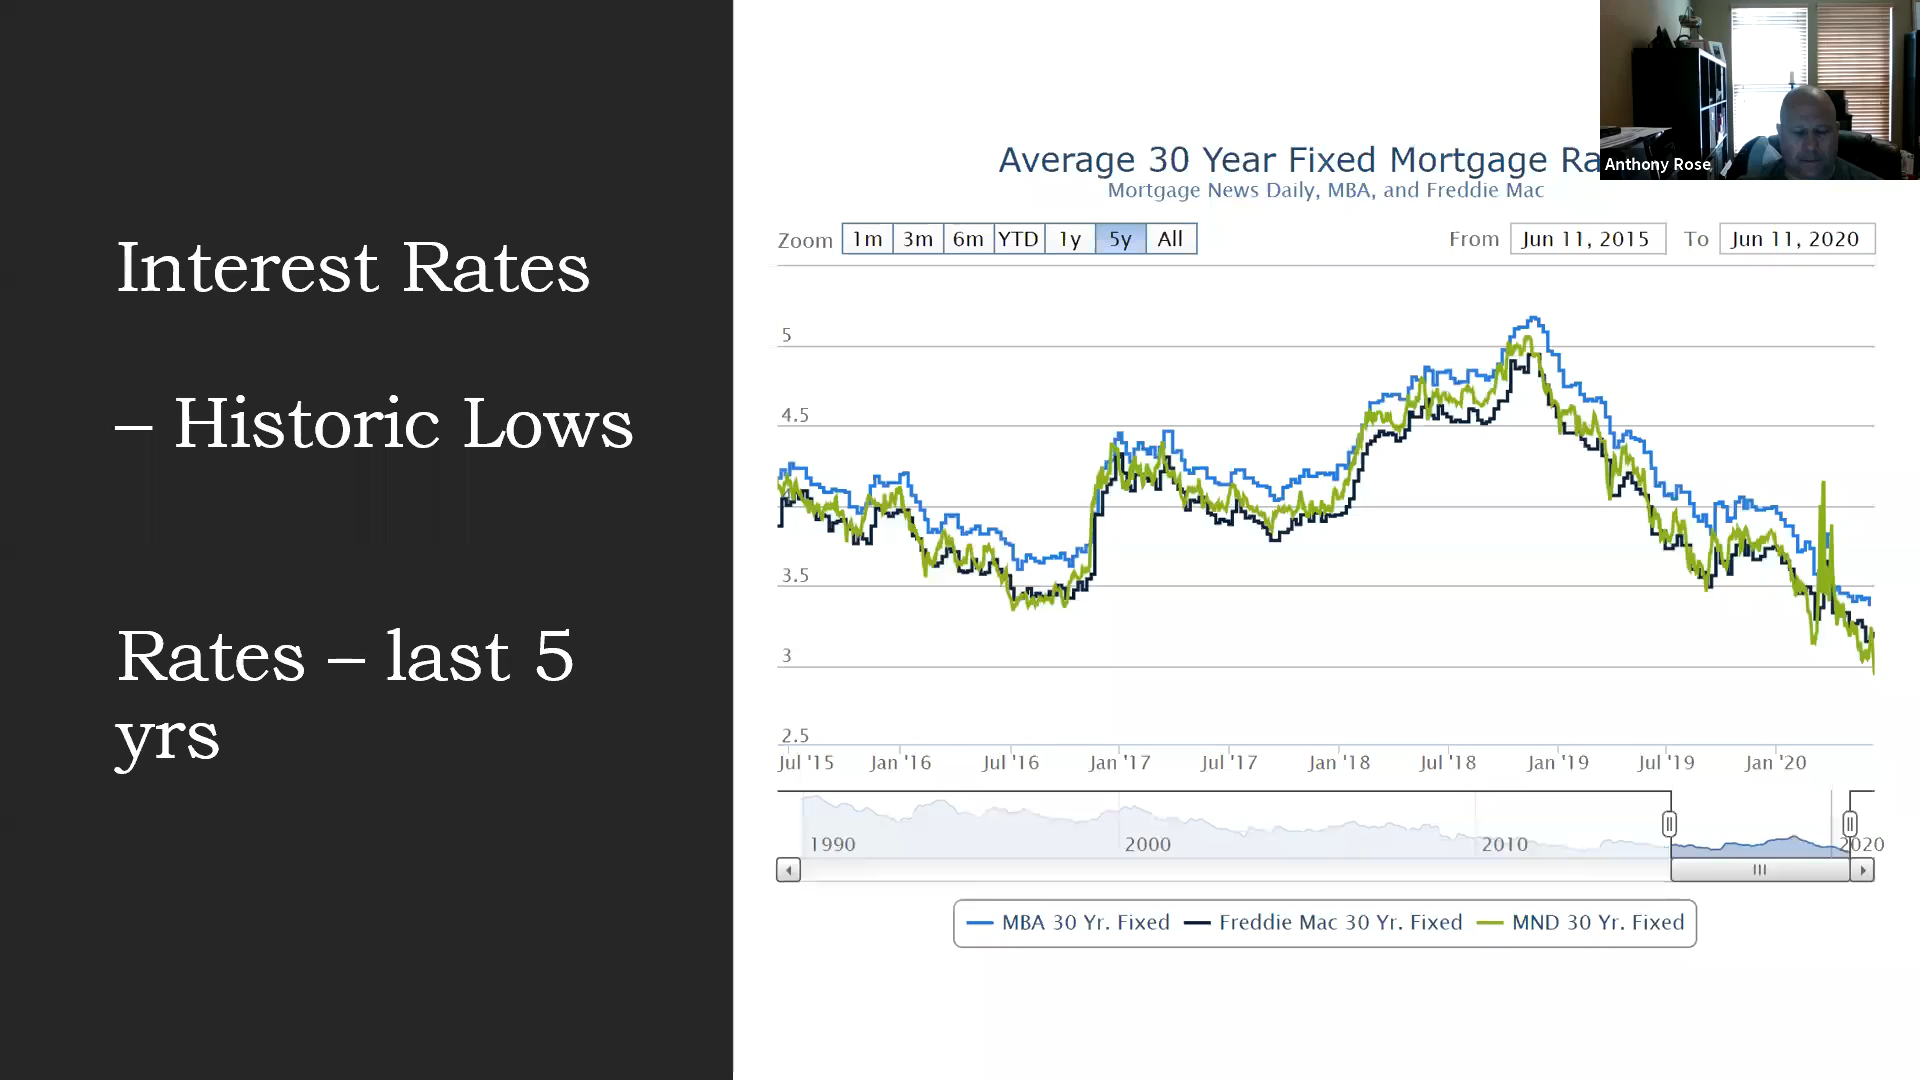 Interest Rates
– Historic Lows
Rates – last 5
yrs
Average 30 Year Fixed Mortgage Ra
Mortgage News Daily, MBA, and Freddie Mac
Anthony Rose
Zoom 1m 3m 6m YTD 1y 5y All From Jun 11, 2015 To Jun 11, 2020
5
4.5
3.5
3
2.5
Jul '15 Jan '16 Jul '16 Jan '17 Jul '17 Jan '18 Jul '18 Jan '19 Jul '19 Jan '20
1990 2000 2010 2020
MBA 30 Yr. Fixed Freddie Mac 30 Yr. Fixed MND 30 Yr. Fixed